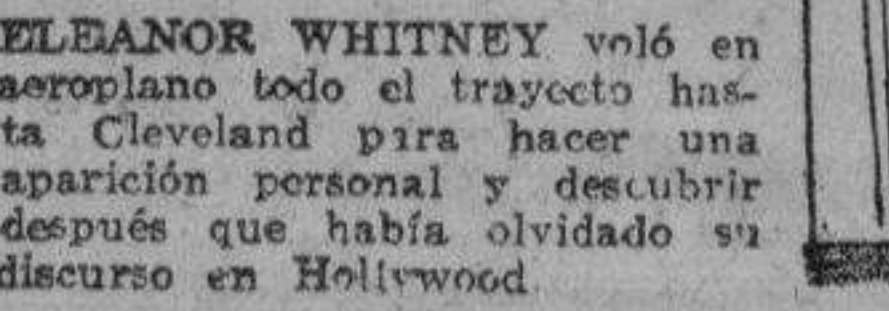 ELEANOR WHITNEY voló en
aeroplano todo el trayecto has-
ta Cleveland para hacer una
aparición personal y descubrir
después que había olvidado su
discurso en Hollywood